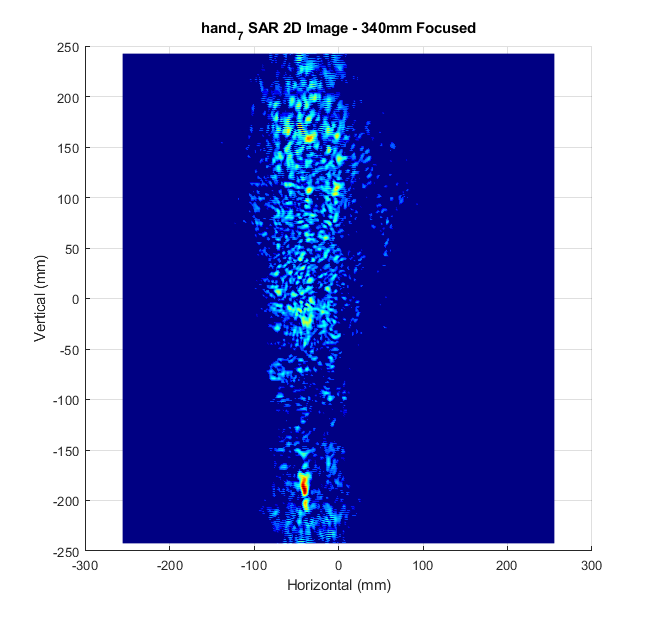 hand7 SAR 2D Image - 340mm Focused
250
200
150
100
50
0
-50
-100
-150
-200
-250
Vertical (mm)
-300 -200 -100 0 100 200 300
Horizontal (mm)